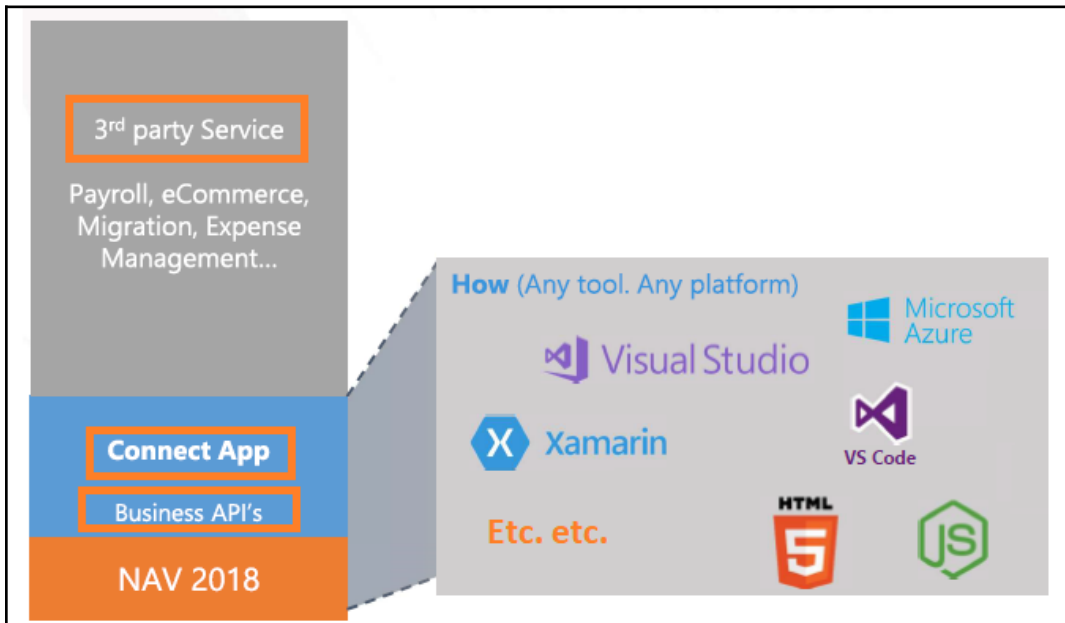 3rd party Service
Payroll, eCommerce,
Migration, Expense
Management...
Connect App
Business API's
NAV 2018
How (Any tool. Any platform)
Microsoft
Azure
Visual Studio
Xamarin
VS Code
Etc. etc.
HTML
5
JS